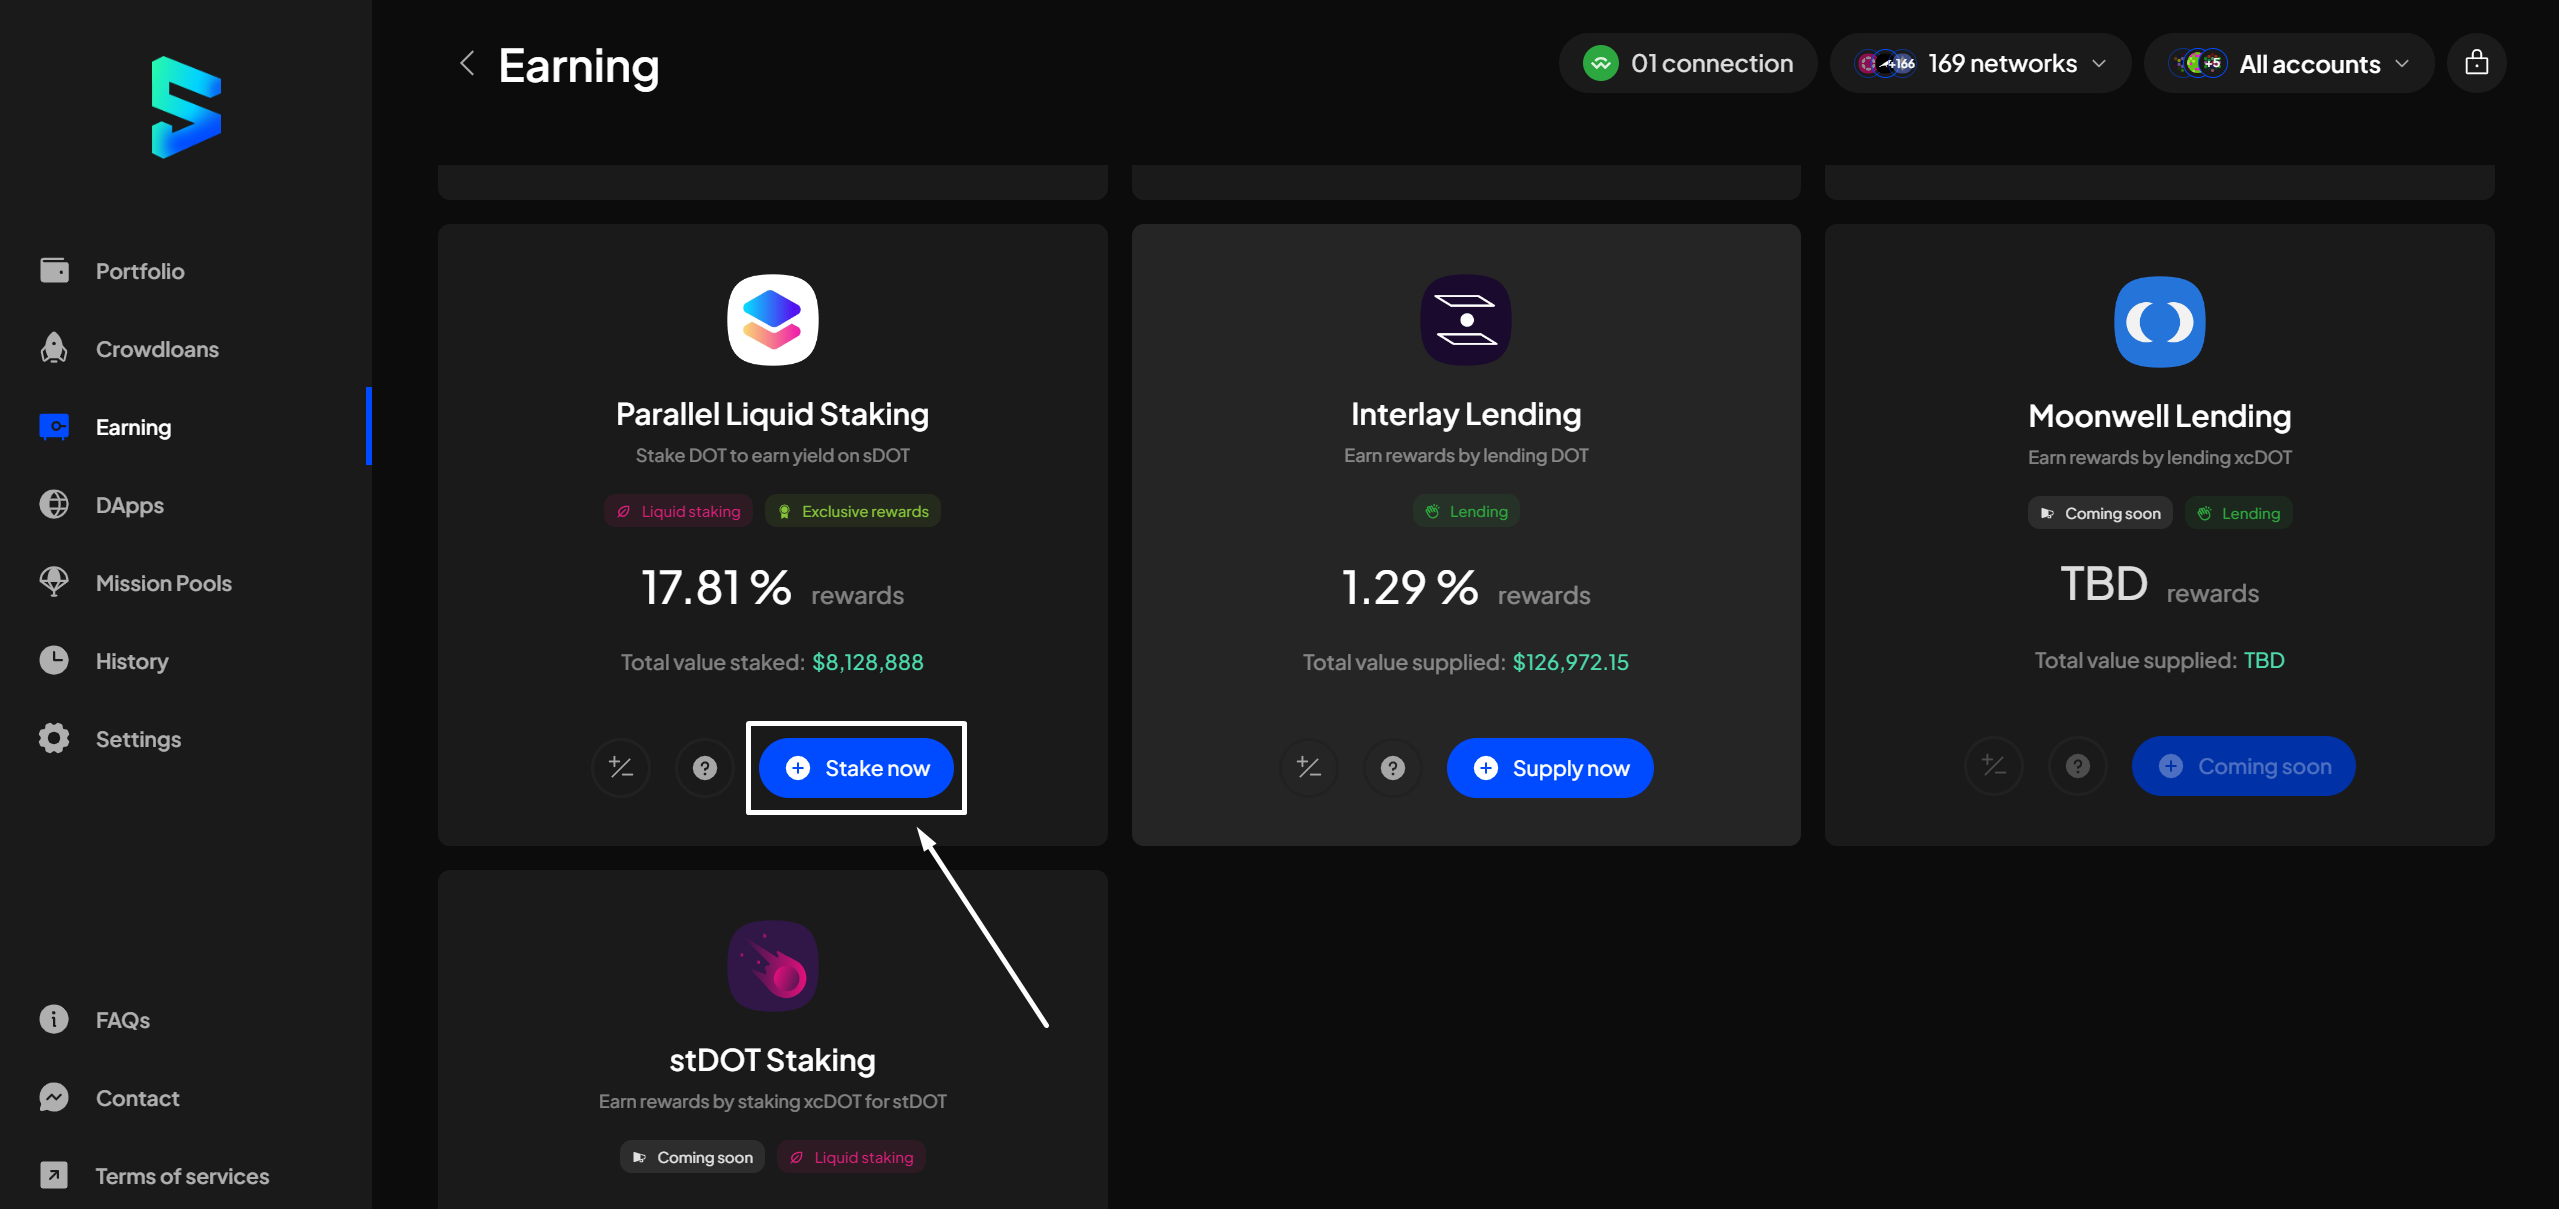 Earning
01 connection
+166 169 networks
+5 All accounts
Portfolio
Crowdloans
Earning
DApps
Mission Pools
History
Settings
FAQs
Contact
Terms of services
Parallel Liquid Staking
Stake DOT to earn yield on sDOT
Liquid staking Exclusive rewards
17.81 % rewards
Total value staked: $8,128,888
Stake now
Interlay Lending
Earn rewards by lending DOT
Lending
1.29 % rewards
Total value supplied: $126,972.15
Supply now
Moonwell Lending
Earn rewards by lending xcDOT
Coming soon Lending
TBD rewards
Total value supplied: TBD
Coming soon
stDOT Staking
Earn rewards by staking xcDOT for stDOT
Coming soon Liquid staking